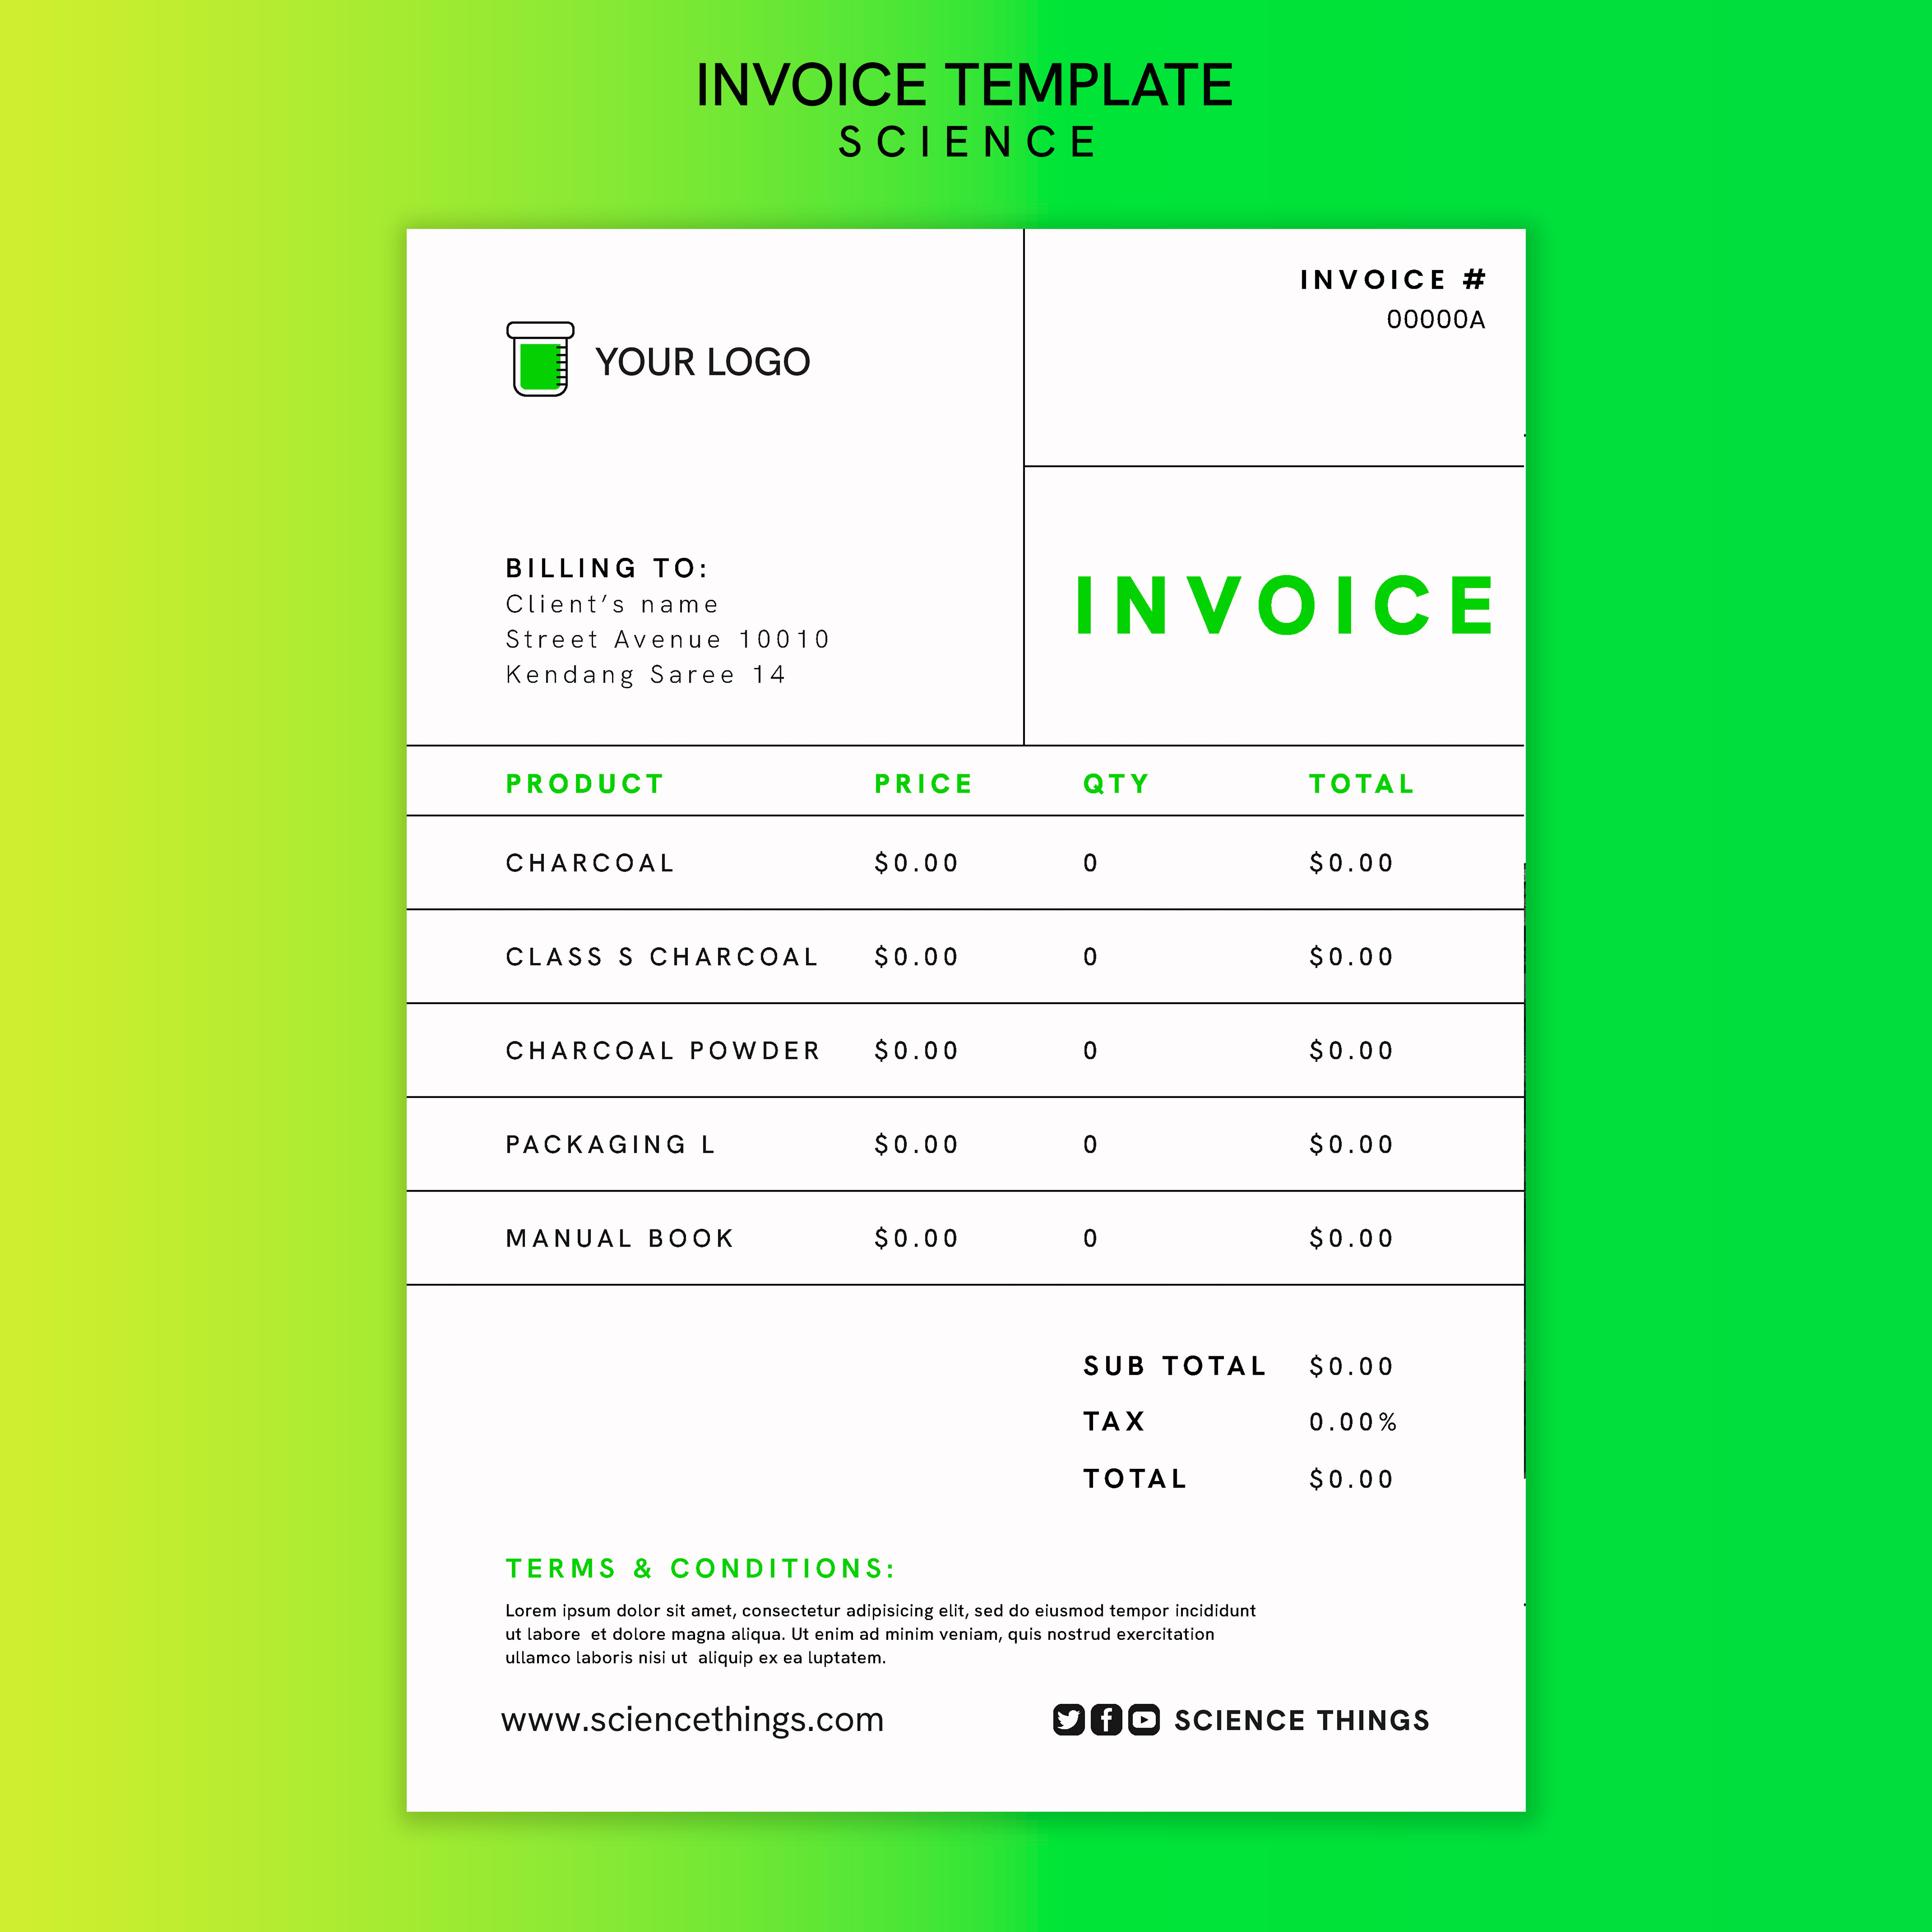 INVOICE TEMPLATE
SCIENCE
INVOICE #
00000A
YOUR LOGO
BILLING TO:
Client’s name
Street Avenue 10010
Kendang Saree 14
INVOICE
PRODUCT PRICE QTY TOTAL
CHARCOAL $0.00 0 $0.00
CLASS S CHARCOAL $0.00 0 $0.00
CHARCOAL POWDER $0.00 0 $0.00
PACKAGING L $0.00 0 $0.00
MANUAL BOOK $0.00 0 $0.00
SUB TOTAL $0.00
TAX 0.00%
TOTAL $0.00
TERMS & CONDITIONS:
Lorem ipsum dolor sit amet, consectetur adipisicing elit, sed do eiusmod tempor incididunt
ut labore et dolore magna aliqua. Ut enim ad minim veniam, quis nostrud exercitation
ullamco laboris nisi ut aliquip ex ea luptatem.
www.sciencethings.com SCIENCE THINGS